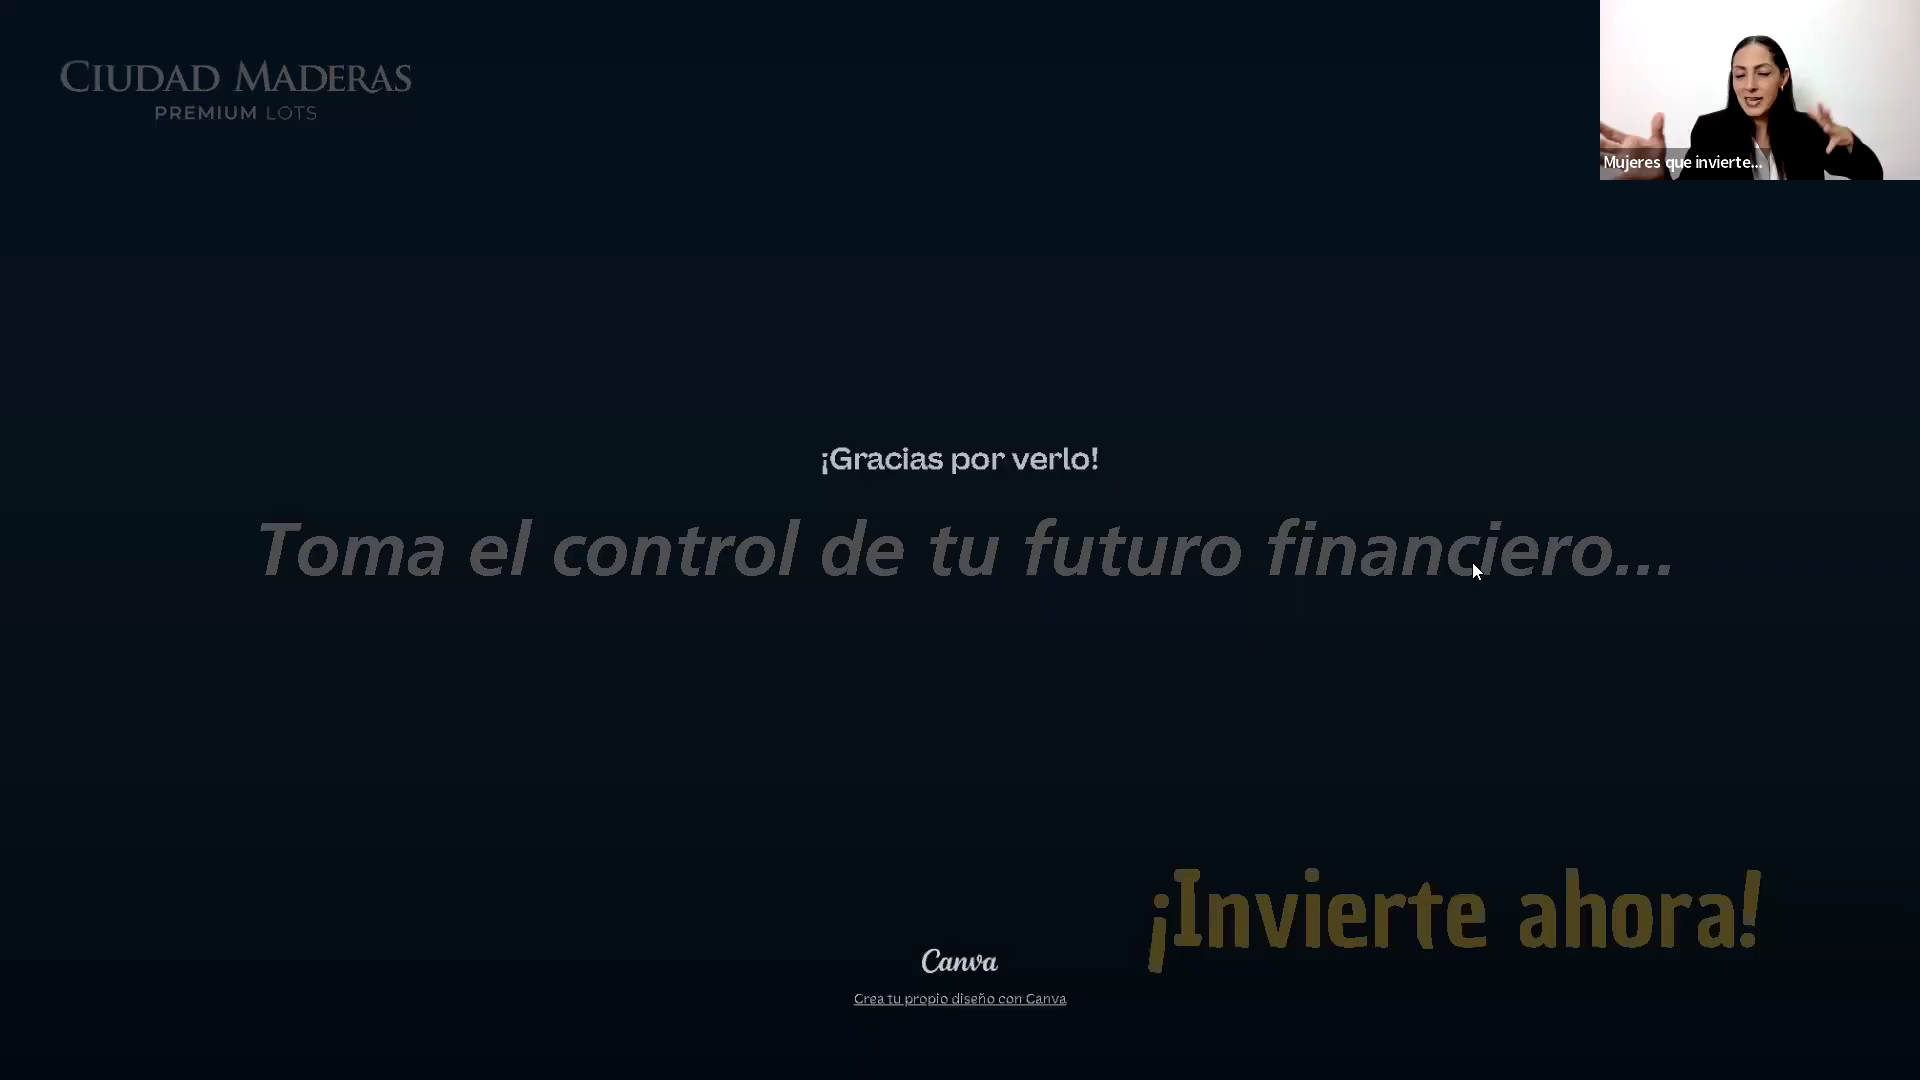 CIUDAD MADERAS
PREMIUM LOTS
Mujeres que invierte...
¡Gracias por verlo!
Toma el control de tu futuro financiero...
¡Invierte ahora!
Canva
Crea tu propio diseño con Canva